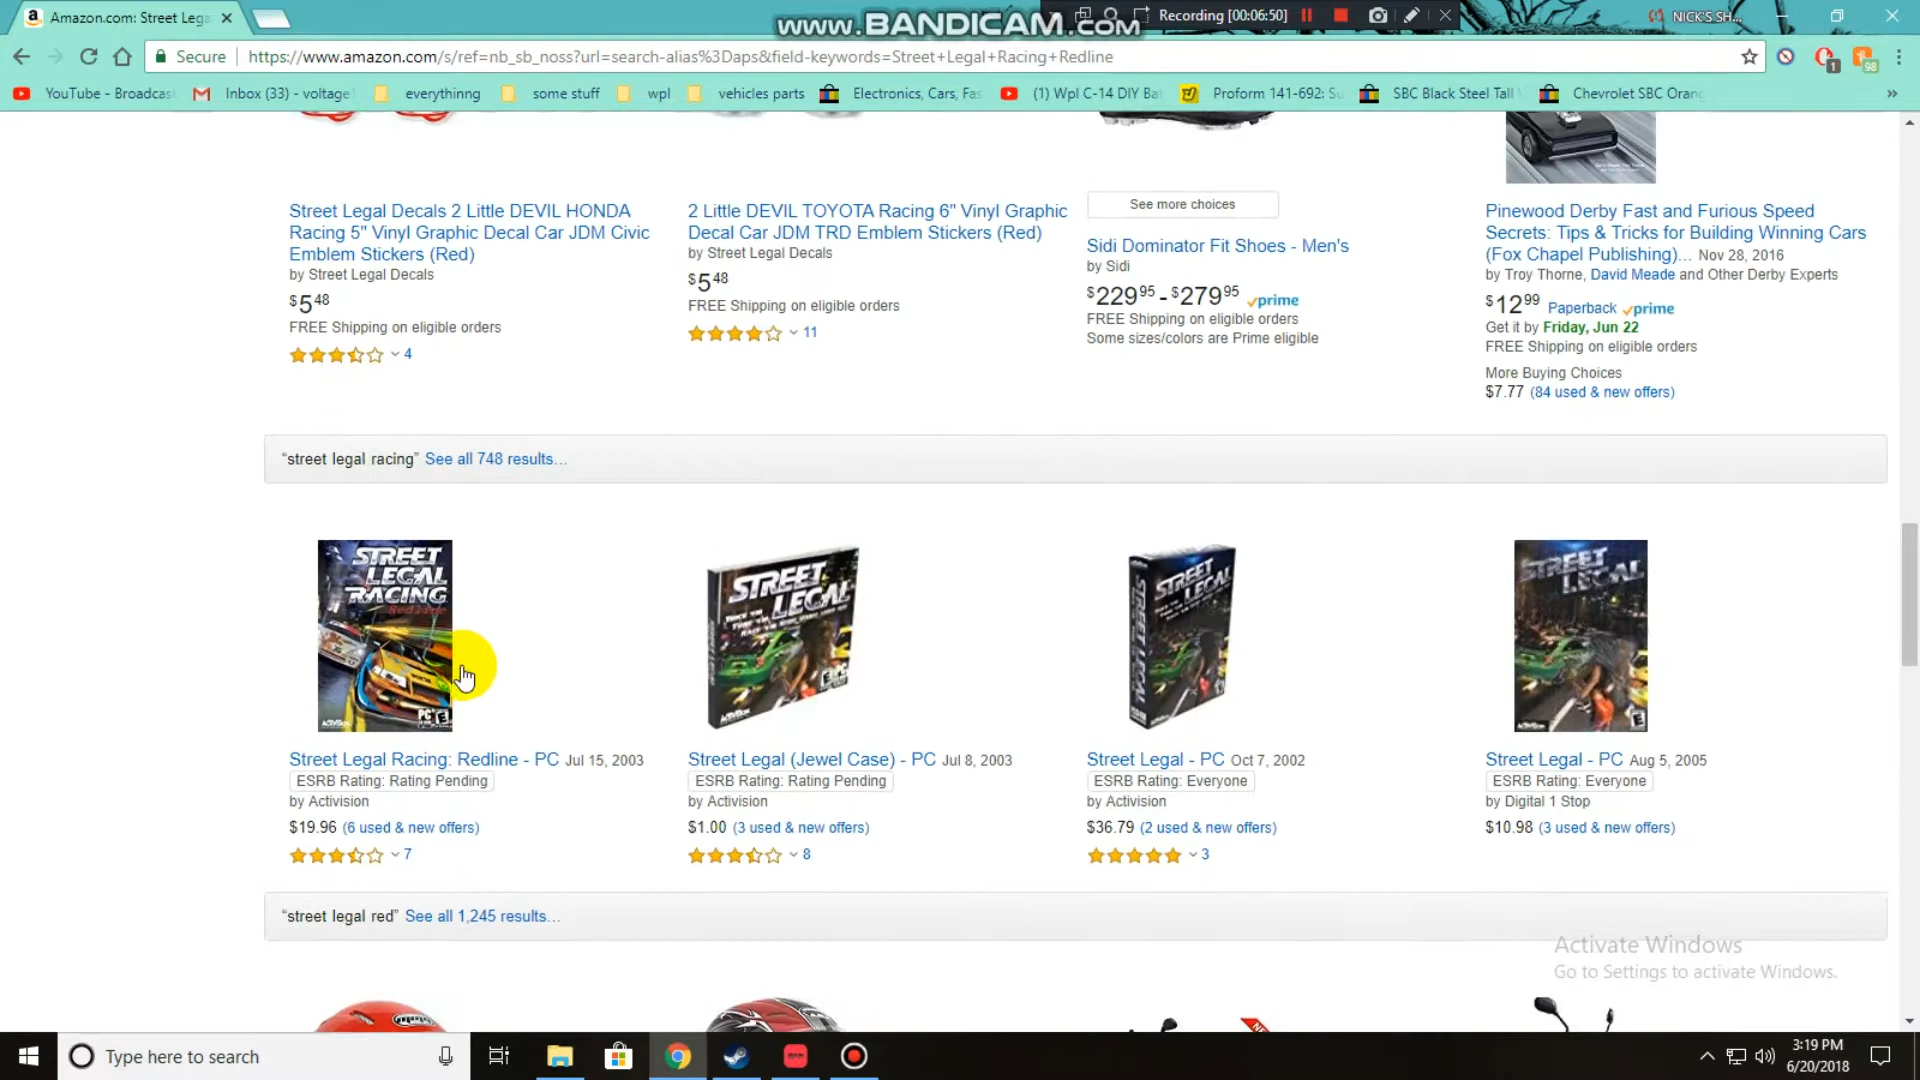 Amazon.com: Street Lega
www.BANDICAM.com
Recording [00:06:50]
NICK'S SH...
Secure
https://www.amazon.com/s/ref=nb_sb_noss?url=search-alias%3Daps&field-keywords=Street+Legal+Racing+Redline
1
98
YouTube - Broadcas
Inbox (33) - voltage
everythinng
some stuff
wpl
vehicles parts
Electronics, Cars, Fas
(1) Wpl C-14 DIY Ba
Proform 141-692: Su
SBC Black Steel Tall
Chevrolet SBC Oran
»
Street Legal Decals 2 Little DEVIL HONDA
Racing 5" Vinyl Graphic Decal Car JDM Civic
Emblem Stickers (Red)
by Street Legal Decals
$5 48
FREE Shipping on eligible orders
4
2 Little DEVIL TOYOTA Racing 6" Vinyl Graphic
Decal Car JDM TRD Emblem Stickers (Red)
by Street Legal Decals
$5 48
FREE Shipping on eligible orders
11
See more choices
Sidi Dominator Fit Shoes - Men's
by Sidi
$229 95 - $279 95 prime
FREE Shipping on eligible orders
Some sizes/colors are Prime eligible
Pinewood Derby Fast and Furious Speed
Secrets: Tips & Tricks for Building Winning Cars
(Fox Chapel Publishing)... Nov 28, 2016
by Troy Thorne, David Meade and Other Derby Experts
$12 99 Paperback prime
Get it by Friday, Jun 22
FREE Shipping on eligible orders
More Buying Choices
$7.77 (84 used & new offers)
"street legal racing" See all 748 results...
STREET
LEGAL
RACING
Redline
PC E
ACTIVISION
STREET
LEGAL
E PC
ACTIVISION
STREET LEGAL
STREET
LEGAL
STREET
LEGAL
Street Legal Racing: Redline - PC Jul 15, 2003
ESRB Rating: Rating Pending
by Activision
$19.96 (6 used & new offers)
7
Street Legal (Jewel Case) - PC Jul 8, 2003
ESRB Rating: Rating Pending
by Activision
$1.00 (3 used & new offers)
8
Street Legal - PC Oct 7, 2002
ESRB Rating: Everyone
by Activision
$36.79 (2 used & new offers)
3
Street Legal - PC Aug 5, 2005
ESRB Rating: Everyone
by Digital 1 Stop
$10.98 (3 used & new offers)
"street legal red" See all 1,245 results...
Activate Windows
Go to Settings to activate Windows.
Type here to search
3:19 PM
6/20/2018